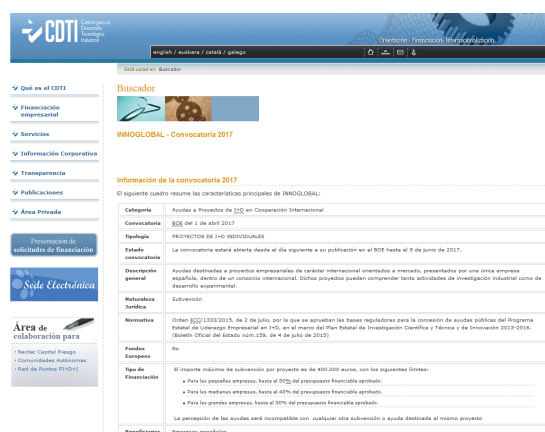 CDTI
Centro para el
Desarrollo
Tecnológico
Industrial
Orientación - Financiación - Internacionalización
english / euskara / català / galego
Está usted en: Buscador
Qué es el CDTI
Financiación
empresarial
Servicios
Información Corporativa
Transparencia
Publicaciones
Área Privada
Presentación de
solicitudes de financiación
Sede Electrónica
Área de
colaboración para
Neotec Capital Riesgo
Comunidades Autónomas
Red de Puntos PI+D+I
Buscador
INNOGLOBAL - Convocatoria 2017
Información de la convocatoria 2017
El siguiente cuadro resume las características principales de INNOGLOBAL:
Categoría Ayudas a Proyectos de I+D en Cooperación Internacional
Convocatoria BOE del 1 de abril 2017
Tipología PROYECTOS DE I+D INDIVIDUALES
Estado convocatoria La convocatoria estará abierta desde el día siguiente a su publicación en el BOE hasta el 5 de junio de 2017.
Descripción general Ayudas destinadas a proyectos empresariales de carácter internacional orientados a mercado, presentados por una única empresa
española, dentro de un consorcio internacional. Dichos proyectos pueden comprender tanto actividades de investigación industrial como de
desarrollo experimental.
Naturaleza Jurídica Subvención
Normativa Orden ECC/1333/2015, de 2 de julio, por la que se aprueban las bases reguladoras para la concesión de ayudas públicas del Programa
Estatal de Liderazgo Empresarial en I+D, en el marco del Plan Estatal de Investigación Científica y Técnica y de Innovación 2013-2016.
(Boletín Oficial del Estado núm.159, de 4 de julio de 2015)
Fondos Europeos No
Tipo de Financiación El importe máximo de subvención por proyecto es de 400.000 euros, con los siguientes límites:
Para las pequeñas empresas, hasta el 50% del presupuesto financiable aprobado.
Para las medianas empresas, hasta el 40% del presupuesto financiable aprobado.
Para las grandes empresas, hasta el 30% del presupuesto financiable aprobado.
La percepción de las ayudas será incompatible con cualquier otra subvención o ayuda destinada al mismo proyecto
Beneficiarios Empresas españolas